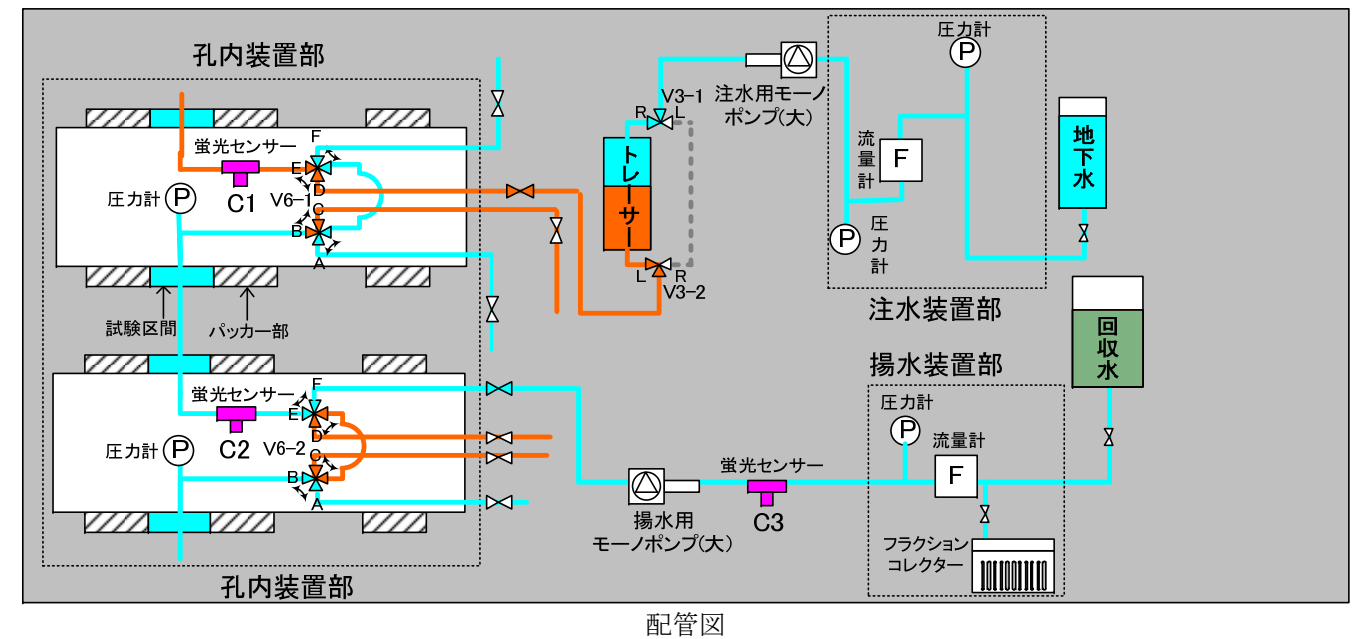 孔内装置部
蛍光センサー
C1
圧力計
P
V6-1
F
E
D
C
B
A
試験区間
パッカー部
蛍光センサー
C2
圧力計
P
V6-2
F
E
D
C
B
A
孔内装置部
V3-1
R
L
トレーサー
L
R
V3-2
注水用モーノ
ポンプ(大)
圧力計
P
流量計
F
P
圧力計
地下水
注水装置部
回収水
揚水装置部
圧力計
P
流量計
F
蛍光センサー
C3
揚水用
モーノポンプ(大)
フラクション
コレクター
配管図